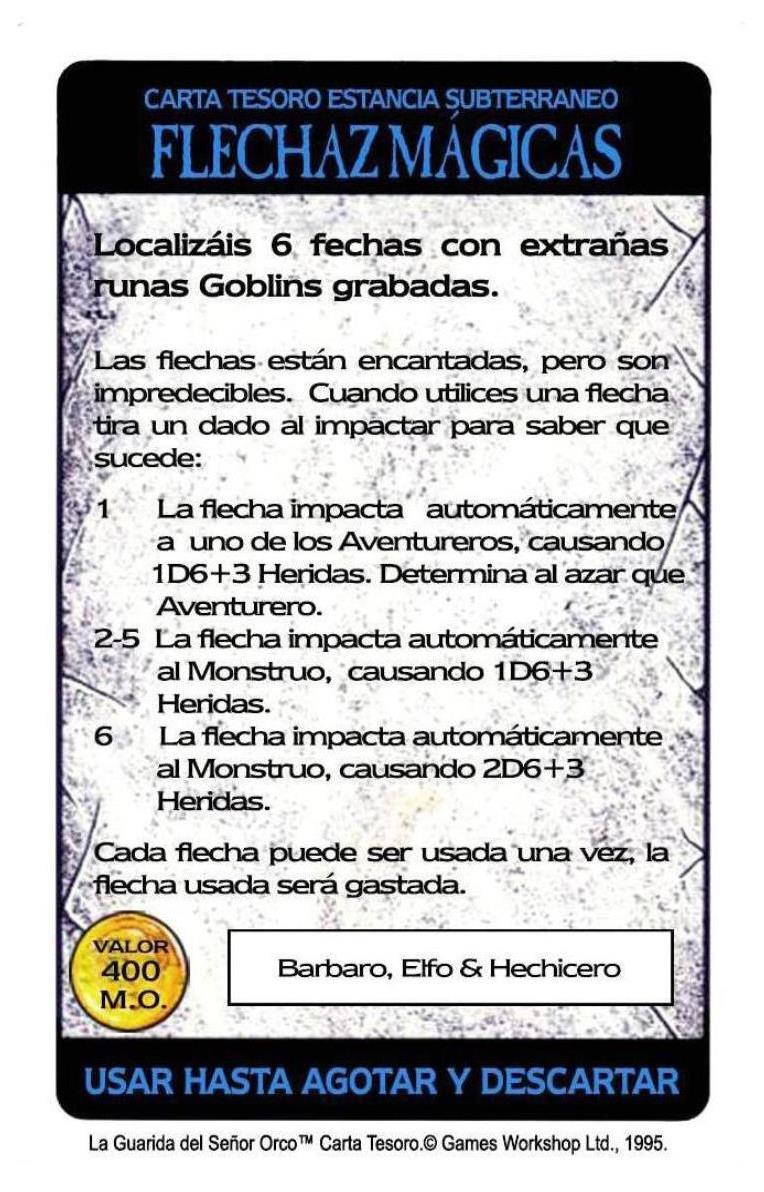 CARTA TESORO ESTANCIA SUBTERRANEO
FLECHAZ MÁGICAS
Localizáis 6 fechas con extrañas
runas Goblins grabadas.
Las flechas están encantadas, pero son
impredecibles. Cuando utilices una flecha
tira un dado al impactar para saber que
sucede:
1 La flecha impacta automáticamente
a uno de los Aventureros, causando
1D6+3 Heridas. Determina al azar que
Aventurero.
2-5 La flecha impacta automáticamente
al Monstruo, causando 1D6+3
Heridas.
6 La flecha impacta automáticamente
al Monstruo, causando 2D6+3
Heridas.
Cada flecha puede ser usada una vez, la
flecha usada será gastada.
VALOR
400
M.O.
Barbaro, Elfo & Hechicero
USAR HASTA AGOTAR Y DESCARTAR
La Guarida del Señor Orco™ Carta Tesoro.© Games Workshop Ltd., 1995.